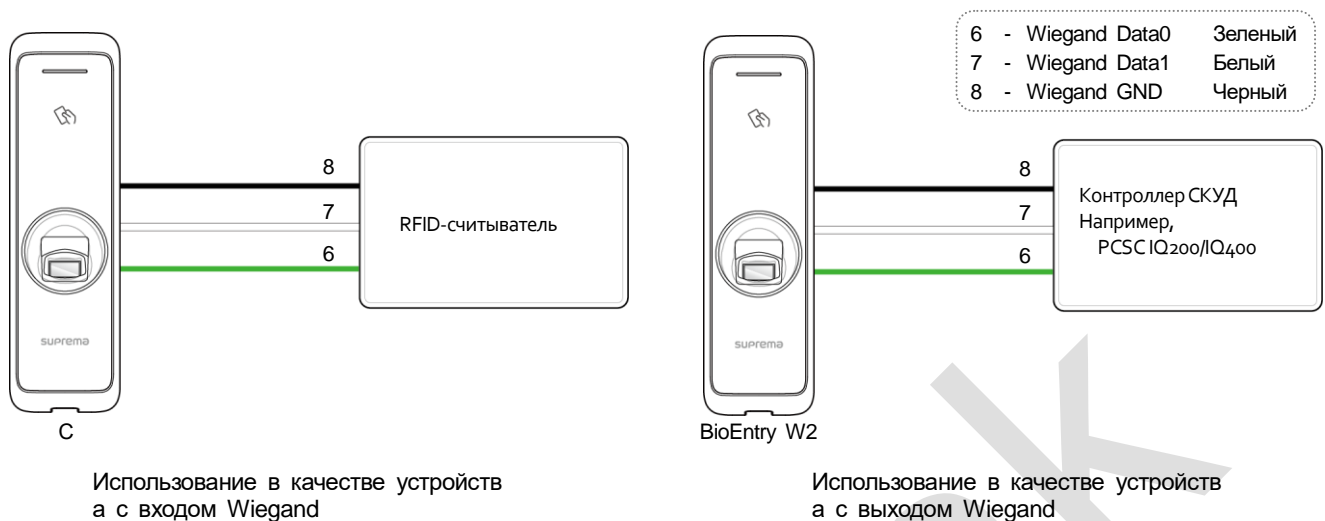 6 - Wiegand Data0 Зеленый
7 - Wiegand Data1 Белый
8 - Wiegand GND Черный
8
7
6
RFID-считыватель
suprema
C
Использование в качестве устройств
а с входом Wiegand
8
7
6
Контроллер СКУД
Например,
PCSC IQ200/IQ400
suprema
BioEntry W2
Использование в качестве устройств
а с выходом Wiegand